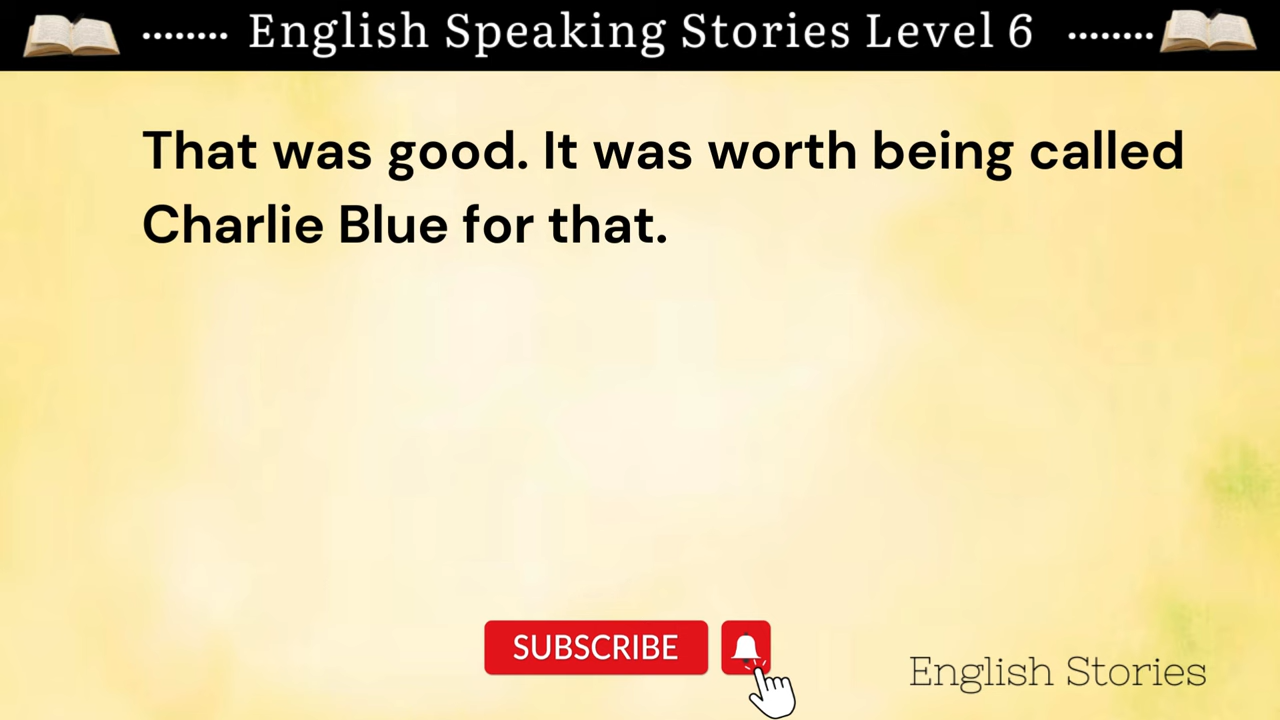 English Speaking Stories Level 6
That was good. It was worth being called
Charlie Blue for that.
SUBSCRIBE
English Stories